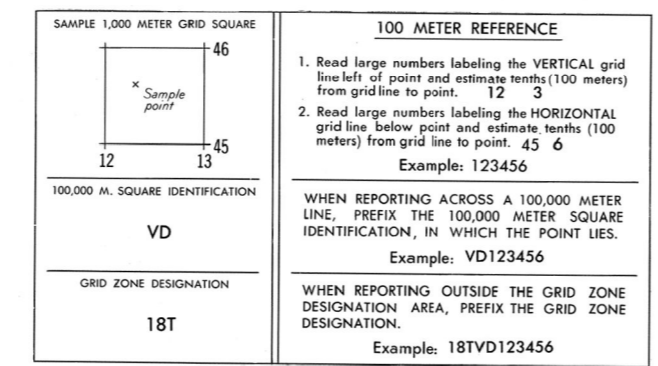 SAMPLE 1,000 METER GRID SQUARE
46
Sample
point
45
12
13
100,000 M. SQUARE IDENTIFICATION
VD
GRID ZONE DESIGNATION
18T
100 METER REFERENCE
1. Read large numbers labeling the VERTICAL grid
line left of point and estimate tenths (100 meters)
from grid line to point. 12 3
2. Read large numbers labeling the HORIZONTAL
grid line below point and estimate tenths (100
meters) from grid line to point. 45 6
Example: 123456
WHEN REPORTING ACROSS A 100,000 METER
LINE, PREFIX THE 100,000 METER SQUARE
IDENTIFICATION, IN WHICH THE POINT LIES.
Example: VD123456
WHEN REPORTING OUTSIDE THE GRID ZONE
DESIGNATION AREA, PREFIX THE GRID ZONE
DESIGNATION.
Example: 18TVD123456